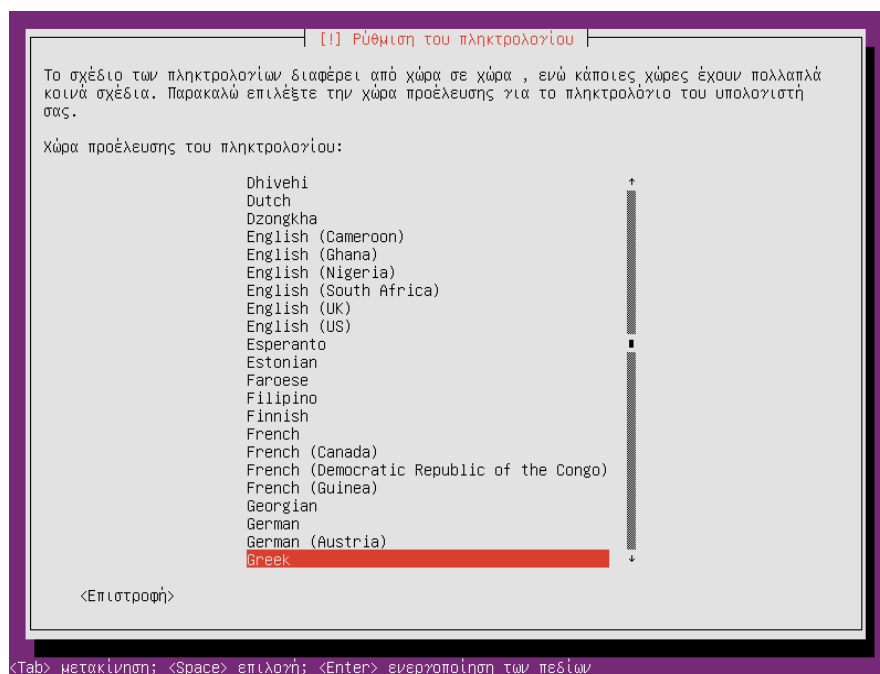 [!] Ρύθμιση του πληκτρολογίου
Το σχέδιο των πληκτρολογίων διαφέρει από χώρα σε χώρα , ενώ κάποιες χώρες έχουν πολλαπλά
κοινά σχέδια. Παρακαλώ επιλέξτε την χώρα προέλευσης για το πληκτρολόγιο του υπολογιστή
σας.
Χώρα προέλευσης του πληκτρολογίου:
Dhivehi
Dutch
Dzongkha
English (Cameroon)
English (Ghana)
English (Nigeria)
English (South Africa)
English (UK)
English (US)
Esperanto
Estonian
Faroese
Filipino
Finnish
French
French (Canada)
French (Democratic Republic of the Congo)
French (Guinea)
Georgian
German
German (Austria)
Greek
<Επιστροφή>
<Tab> μετακίνηση; <Space> επιλογή; <Enter> ενεργοποίηση των πεδίων